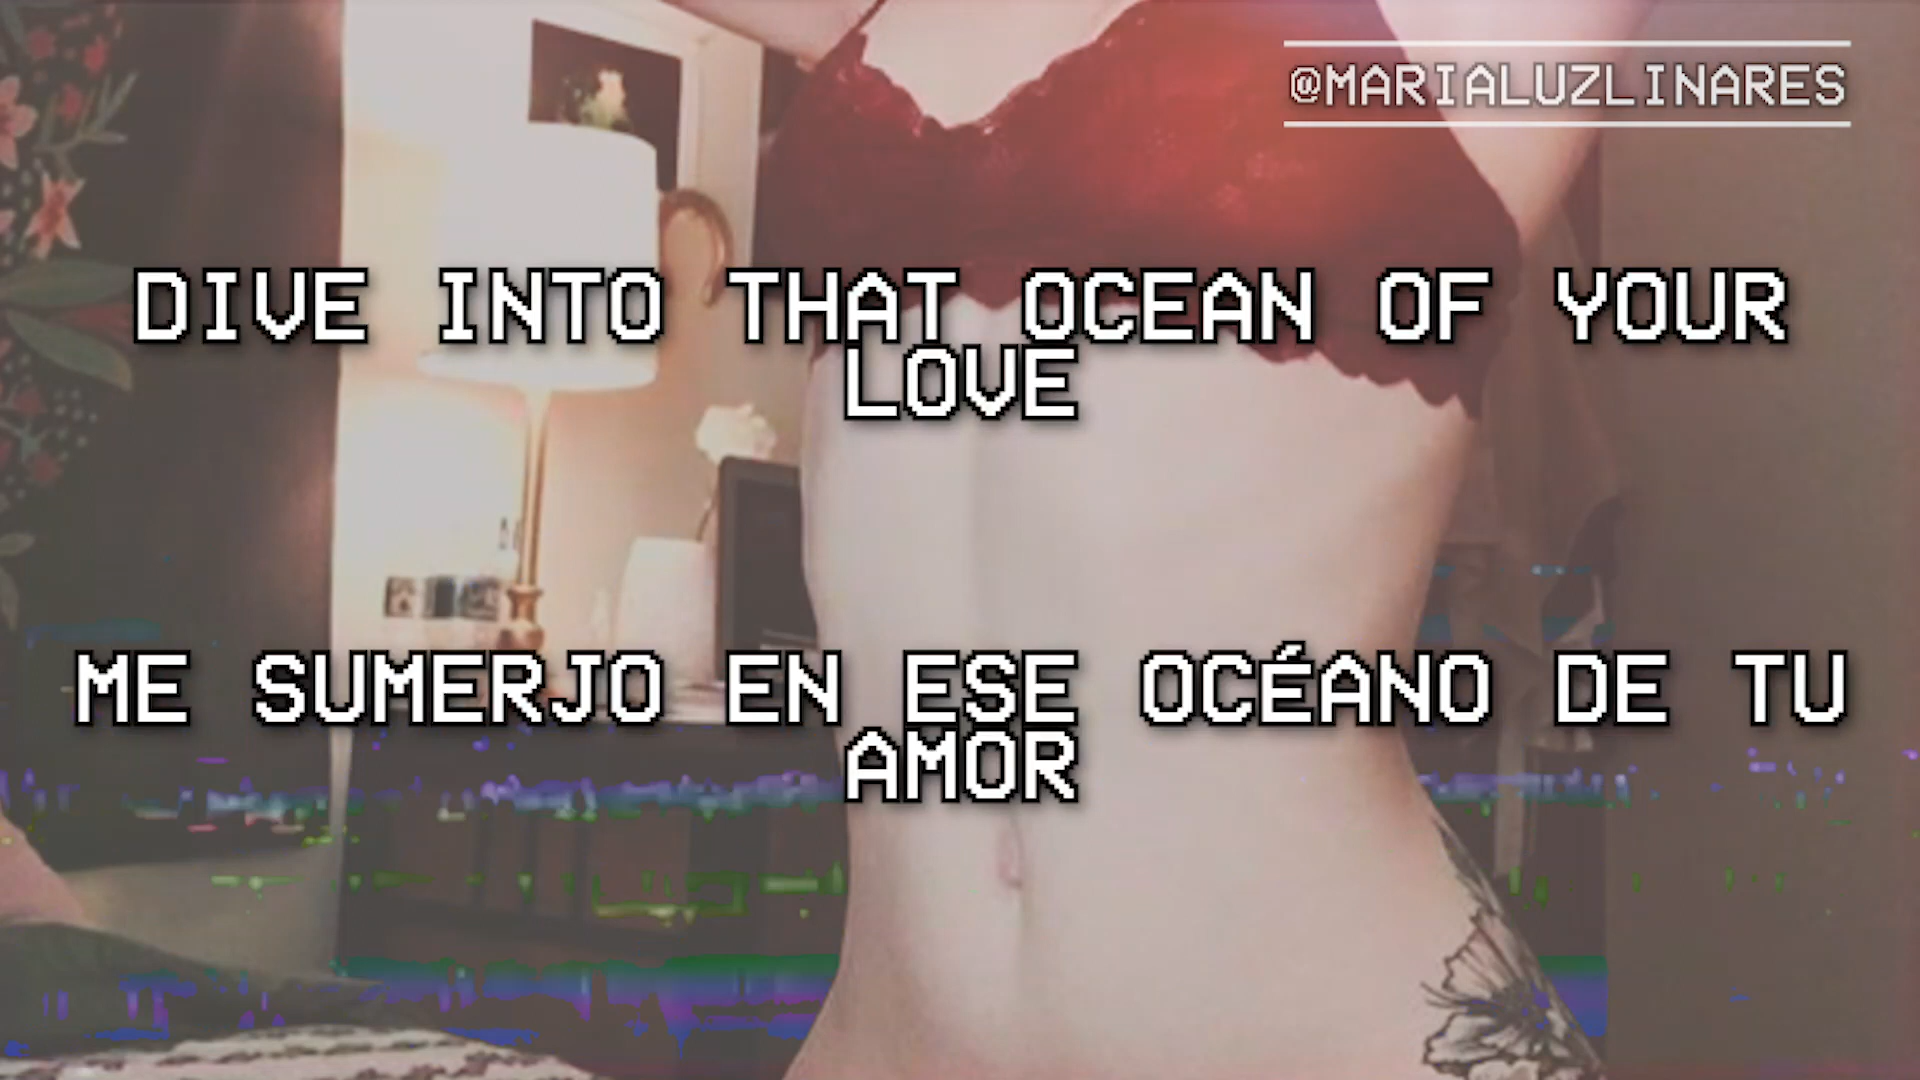 @MARIALUZLINARES
DIVE INTO THAT OCEAN OF YOUR
LOVE
ME SUMERJO EN ESE OCÉANO DE TU
AMOR